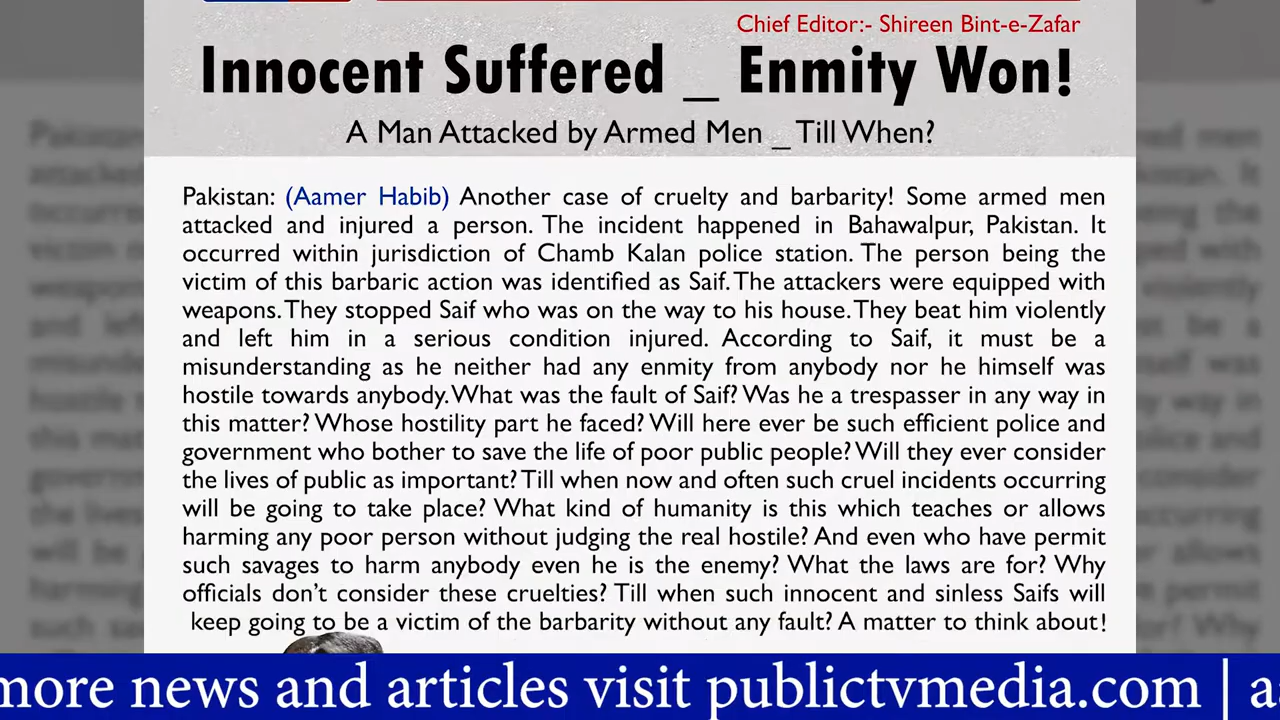 Chief Editor:- Shireen Bint-e-Zafar
Innocent Suffered _ Enmity Won!
A Man Attacked by Armed Men _ Till When?
Pakistan: (Aamer Habib) Another case of cruelty and barbarity! Some armed men
attacked and injured a person. The incident happened in Bahawalpur, Pakistan. It
occurred within jurisdiction of Chamb Kalan police station. The person being the
victim of this barbaric action was identified as Saif. The attackers were equipped with
weapons. They stopped Saif who was on the way to his house. They beat him violently
and left him in a serious condition injured. According to Saif, it must be a
misunderstanding as he neither had any enmity from anybody nor he himself was
hostile towards anybody. What was the fault of Saif? Was he a trespasser in any way in
this matter? Whose hostility part he faced? Will here ever be such efficient police and
government who bother to save the life of poor public people? Will they ever consider
the lives of public as important? Till when now and often such cruel incidents occurring
will be going to take place? What kind of humanity is this which teaches or allows
harming any poor person without judging the real hostile? And even who have permit
such savages to harm anybody even he is the enemy? What the laws are for? Why
officials don't consider these cruelties? Till when such innocent and sinless Saifs will
keep going to be a victim of the barbarity without any fault? A matter to think about!
more news and articles visit publictvmedia.com |